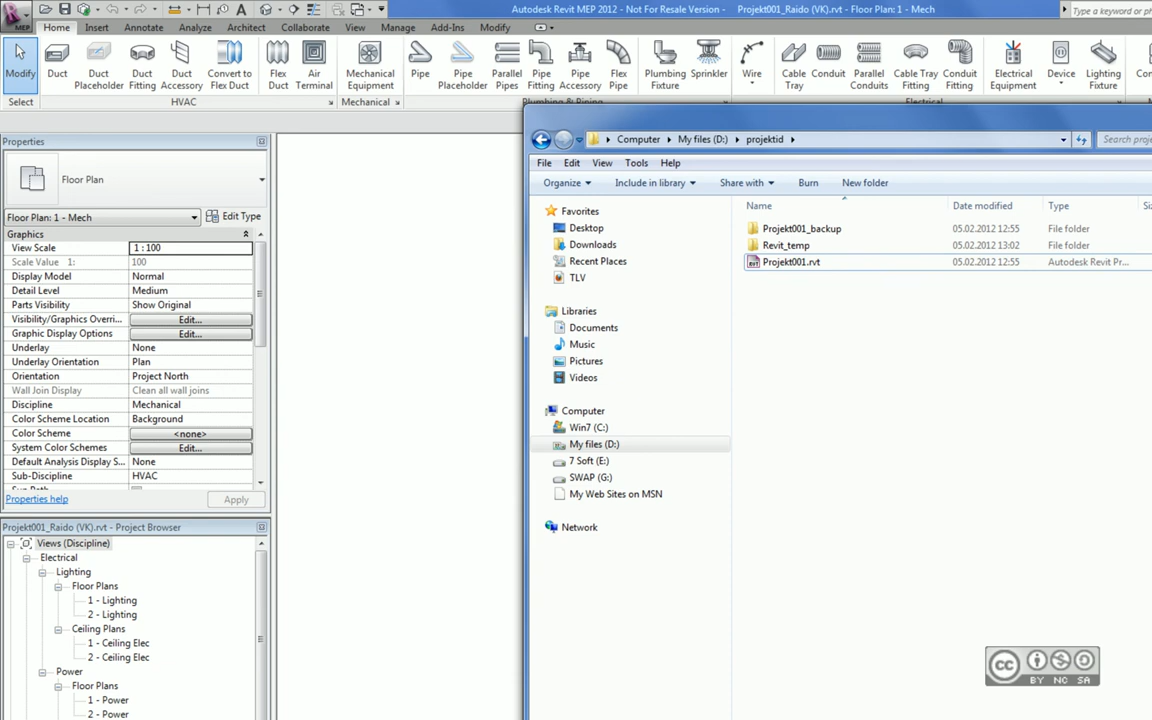 Autodesk Revit MEP 2012 - Not For Resale Version - Projekt001_Raido (VK).rvt - Floor Plan: 1 - Mech
Type a keyword or phrase
MEP
Home Insert Annotate Analyze Architect Collaborate View Manage Add-Ins Modify
Modify
Duct
Duct Placeholder
Duct Fitting
Duct Accessory
Convert to Flex Duct
Flex Duct
Air Terminal
Mechanical Equipment
Pipe
Pipe Placeholder
Parallel Pipes
Pipe Fitting
Pipe Accessory
Flex Pipe
Plumbing Fixture
Sprinkler
Wire
Cable Tray
Conduit
Parallel Conduits
Cable Tray Fitting
Conduit Fitting
Electrical Equipment
Device
Lighting Fixture
Select HVAC Mechanical
Properties
Floor Plan
Floor Plan: 1 - Mech Edit Type
Graphics
View Scale 1 : 100
Scale Value 1: 100
Display Model Normal
Detail Level Medium
Parts Visibility Show Original
Visibility/Graphics Overri... Edit...
Graphic Display Options Edit...
Underlay None
Underlay Orientation Plan
Orientation Project North
Wall Join Display Clean all wall joins
Discipline Mechanical
Color Scheme Location Background
Color Scheme <none>
System Color Schemes Edit...
Default Analysis Display S... None
Sub-Discipline HVAC
Properties help Apply
Projekt001_Raido (VK).rvt - Project Browser
Views (Discipline)
Electrical
Lighting
Floor Plans
1 - Lighting
2 - Lighting
Ceiling Plans
1 - Ceiling Elec
2 - Ceiling Elec
Power
Floor Plans
1 - Power
2 - Power
Computer My files (D:) projektid
Search proje
File Edit View Tools Help
Organize Include in library Share with Burn New folder
Favorites
Desktop
Downloads
Recent Places
TLV
Libraries
Documents
Music
Pictures
Videos
Computer
Win7 (C:)
My files (D:)
7 Soft (E:)
SWAP (G:)
My Web Sites on MSN
Network
Name Date modified Type
Projekt001_backup 05.02.2012 12:55 File folder
Revit_temp 05.02.2012 13:02 File folder
Projekt001.rvt 05.02.2012 12:55 Autodesk Revit Pr...
cc
BY NC SA